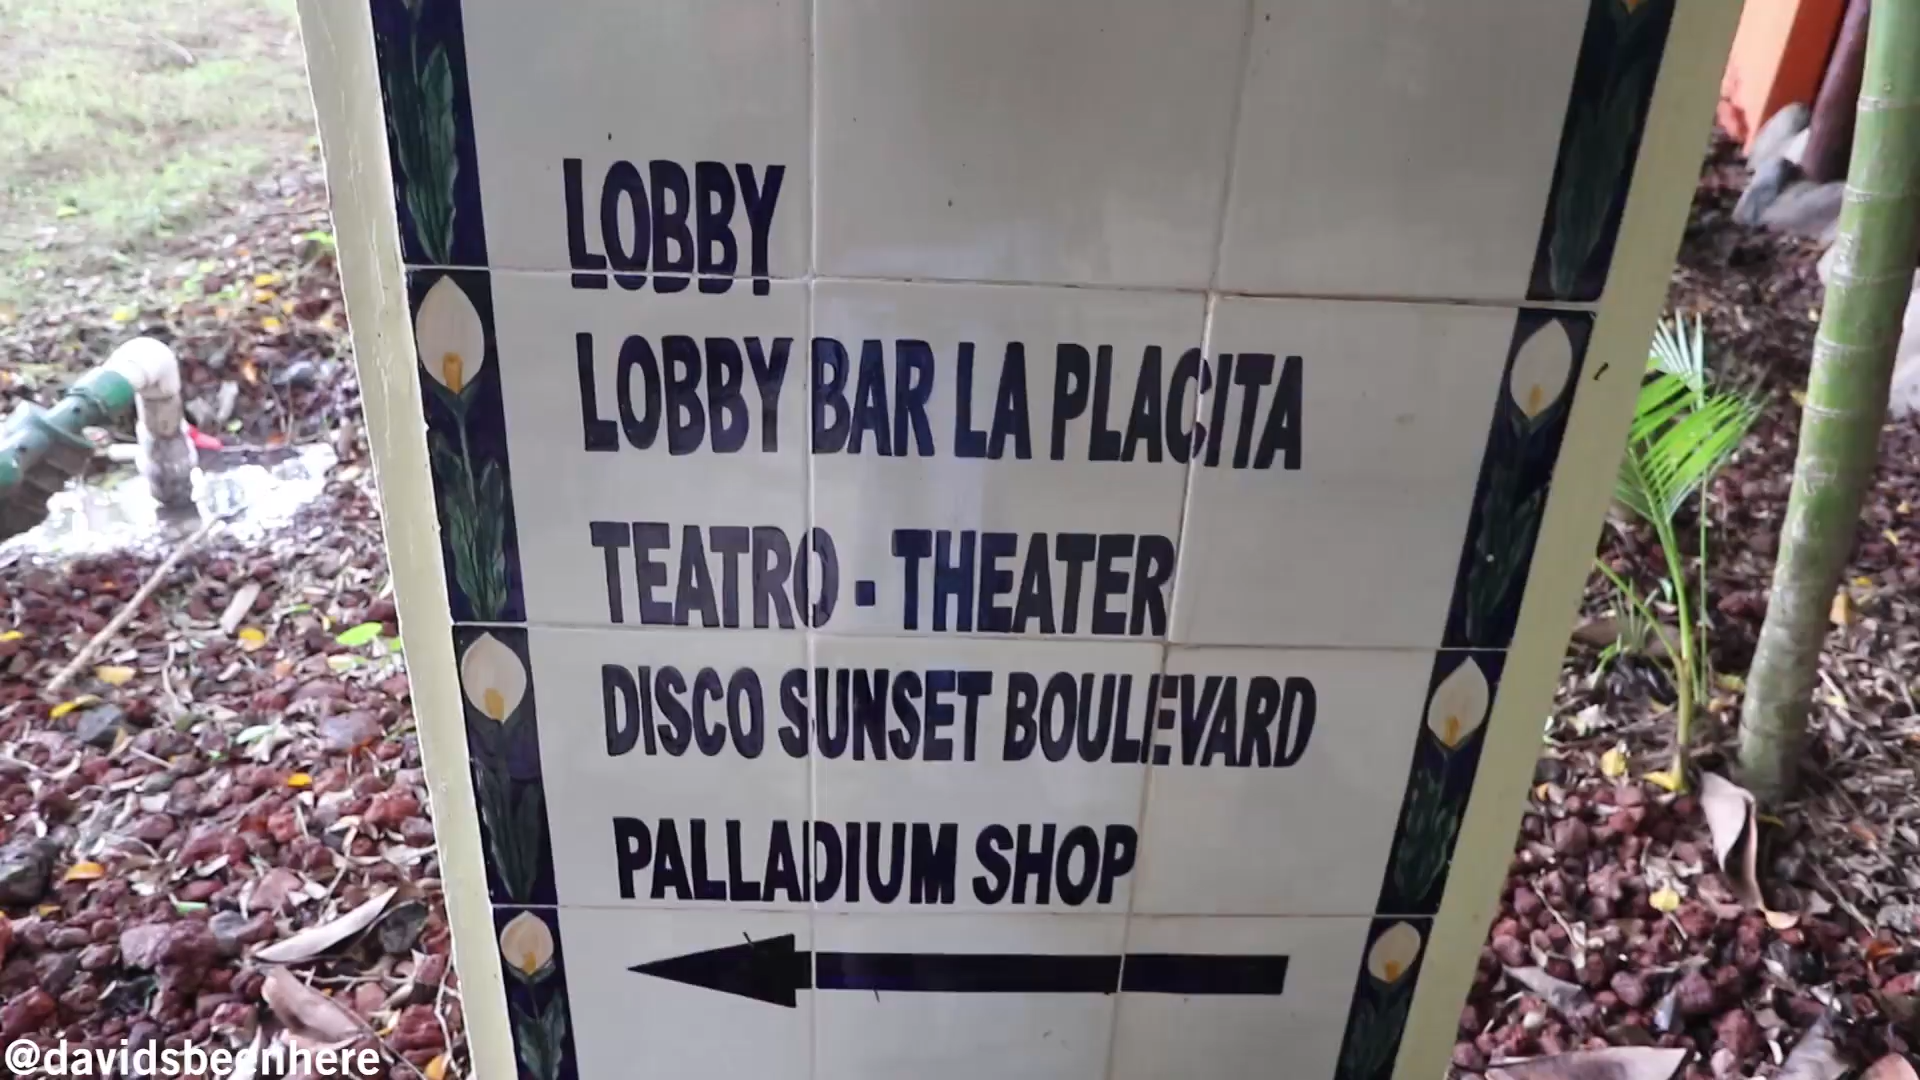 LOBBY
LOBBY BAR LA PLACITA
TEATRO - THEATER
DISCO SUNSET BOULEVARD
PALLADIUM SHOP
@davidsbeenhere